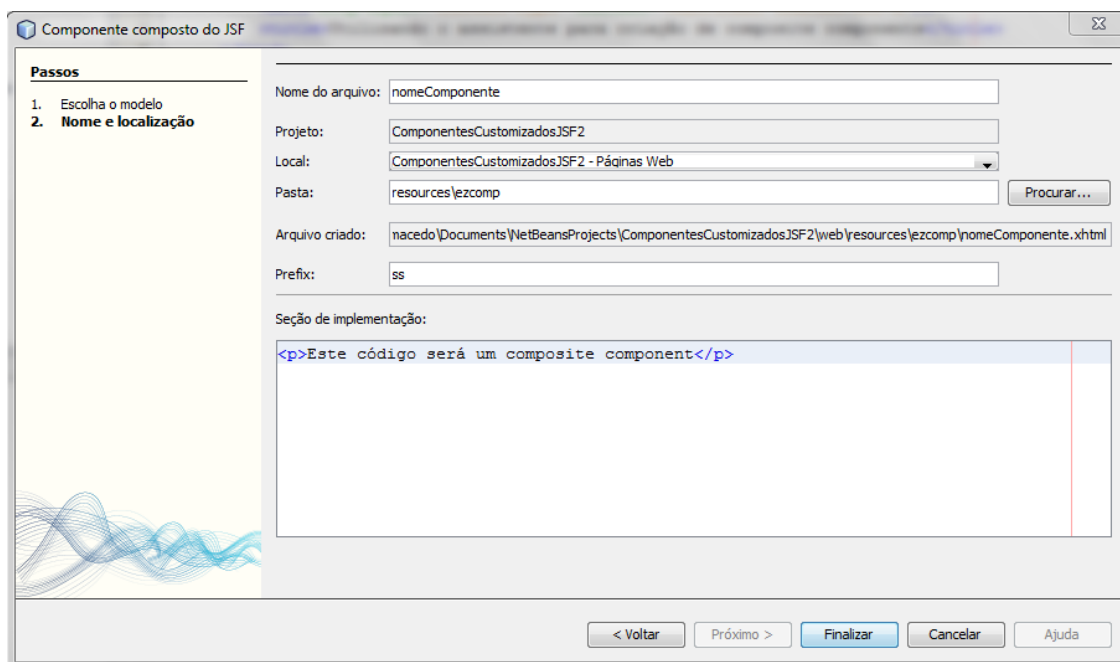 Componente composto do JSF
Passos
1. Escolha o modelo
2. Nome e localização
Nome do arquivo: nomeComponente
Projeto: ComponentesCustomizadosJSF2
Local: ComponentesCustomizadosJSF2 - Páginas Web
Pasta: resources\ezcomp Procurar...
Arquivo criado: nacedo\Documents\NetBeansProjects\ComponentesCustomizadosJSF2\web\resources\ezcomp\nomeComponente.xhtml
Prefix: ss
Seção de implementação:
<p>Este código será um composite component</p>
< Voltar Próximo > Finalizar Cancelar Ajuda